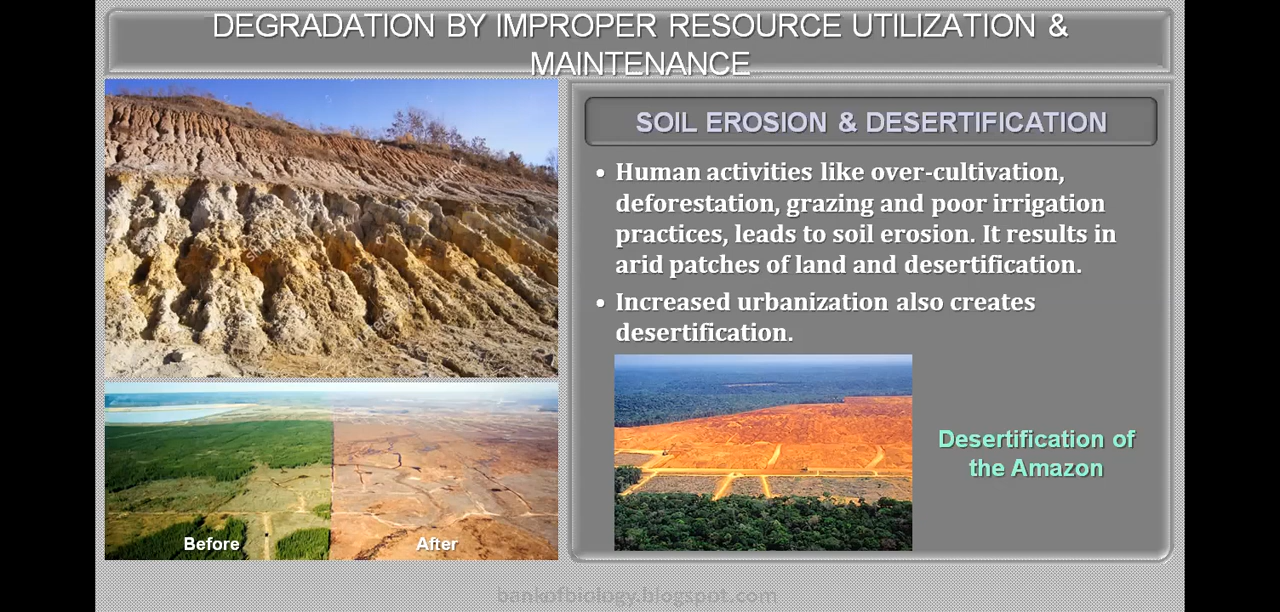 DEGRADATION BY IMPROPER RESOURCE UTILIZATION &
MAINTENANCE
SOIL EROSION & DESERTIFICATION
• Human activities like over-cultivation,
deforestation, grazing and poor irrigation
practices, leads to soil erosion. It results in
arid patches of land and desertification.
• Increased urbanization also creates
desertification.
Before
After
Desertification of
the Amazon
bankofbiology.blogspot.com